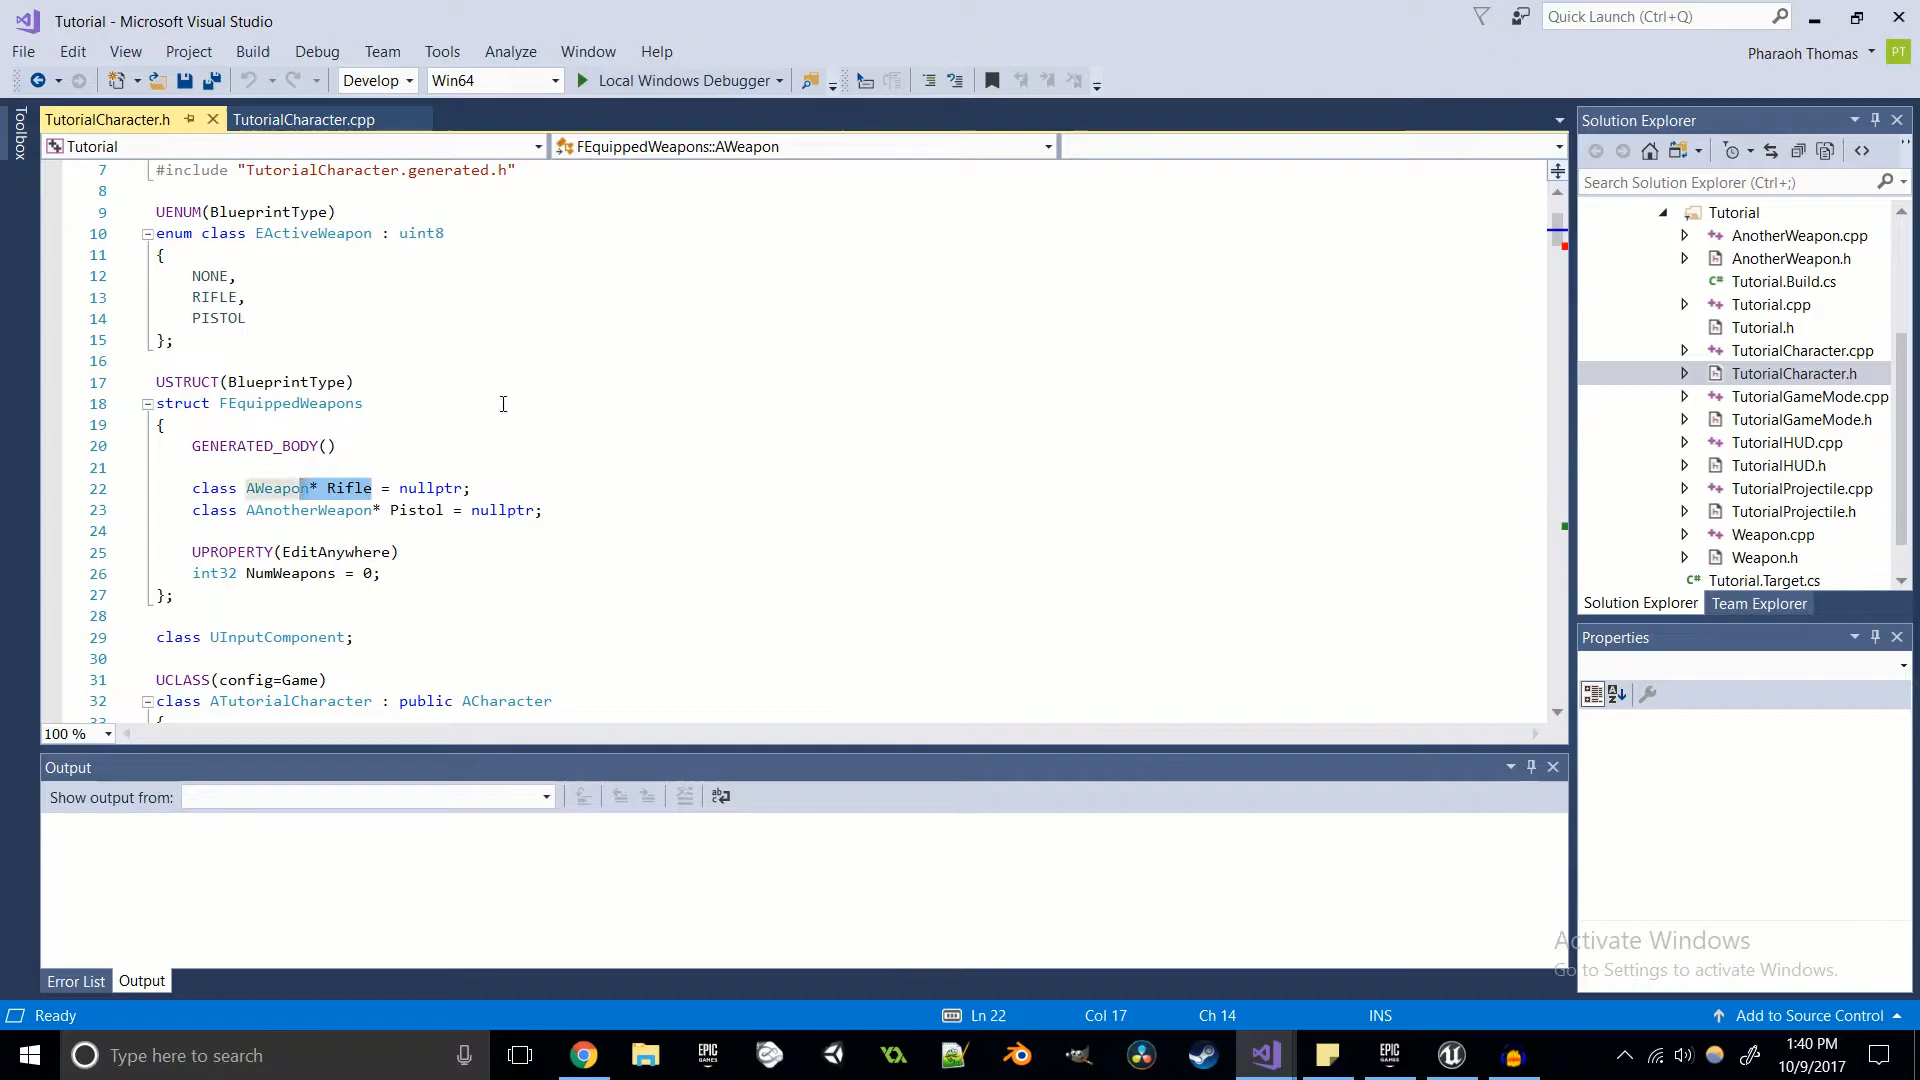 Tutorial - Microsoft Visual Studio
Quick Launch (Ctrl+Q)
File Edit View Project Build Debug Team Tools Analyze Window Help
Pharaoh Thomas PT
Develop Win64 Local Windows Debugger
Toolbox
TutorialCharacter.h TutorialCharacter.cpp
Tutorial FEquippedWeapons::AWeapon
7 #include "TutorialCharacter.generated.h"
8
9 UENUM(BlueprintType)
10 enum class EActiveWeapon : uint8
11 {
12 NONE,
13 RIFLE,
14 PISTOL
15 };
16
17 USTRUCT(BlueprintType)
18 struct FEquippedWeapons
19 {
20 GENERATED_BODY()
21
22 class AWeapon* Rifle = nullptr;
23 class AAnotherWeapon* Pistol = nullptr;
24
25 UPROPERTY(EditAnywhere)
26 int32 NumWeapons = 0;
27 };
28
29 class UInputComponent;
30
31 UCLASS(config=Game)
32 class ATutorialCharacter : public ACharacter
33 {
100 %
Solution Explorer
Search Solution Explorer (Ctrl+;)
Tutorial
AnotherWeapon.cpp
AnotherWeapon.h
Tutorial.Build.cs
Tutorial.cpp
Tutorial.h
TutorialCharacter.cpp
TutorialCharacter.h
TutorialGameMode.cpp
TutorialGameMode.h
TutorialHUD.cpp
TutorialHUD.h
TutorialProjectile.cpp
TutorialProjectile.h
Weapon.cpp
Weapon.h
Tutorial.Target.cs
Solution Explorer Team Explorer
Properties
Output
Show output from:
Error List Output
Activate Windows
Go to Settings to activate Windows.
Ready Ln 22 Col 17 Ch 14 INS Add to Source Control
Type here to search
EPIC GAMES
EPIC GAMES
1:40 PM
10/9/2017